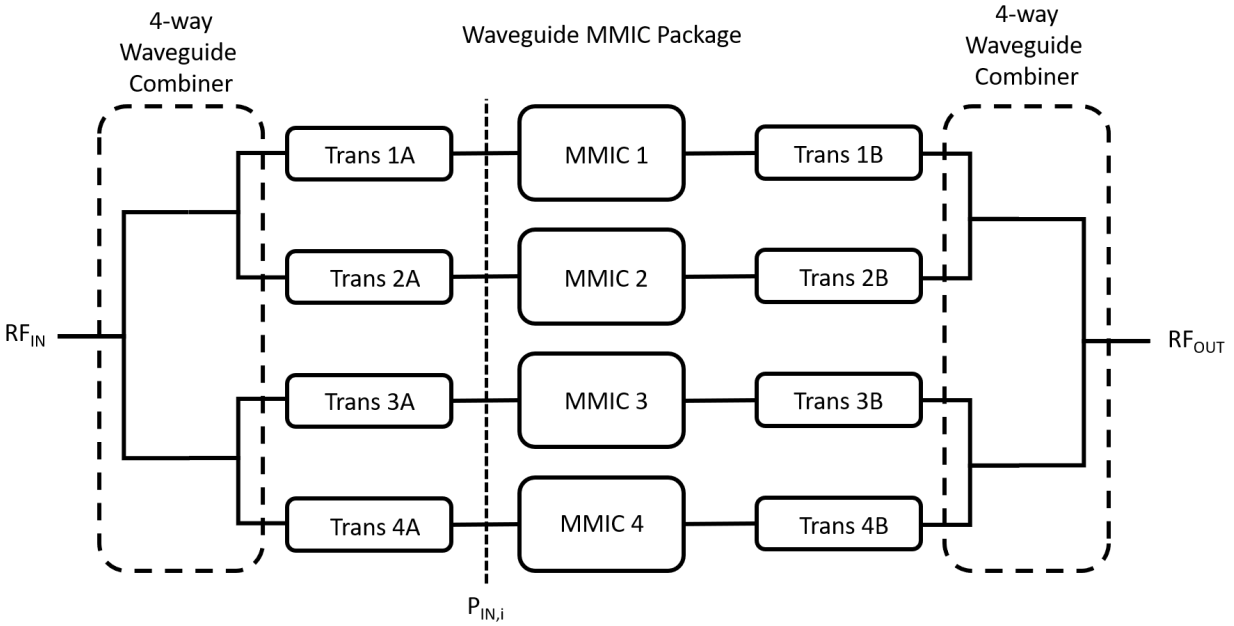 4-way
Waveguide
Combiner
Waveguide MMIC Package
4-way
Waveguide
Combiner
Trans 1A
MMIC 1
Trans 1B
Trans 2A
MMIC 2
Trans 2B
RF_IN
RF_OUT
Trans 3A
MMIC 3
Trans 3B
Trans 4A
MMIC 4
Trans 4B
P_IN,i